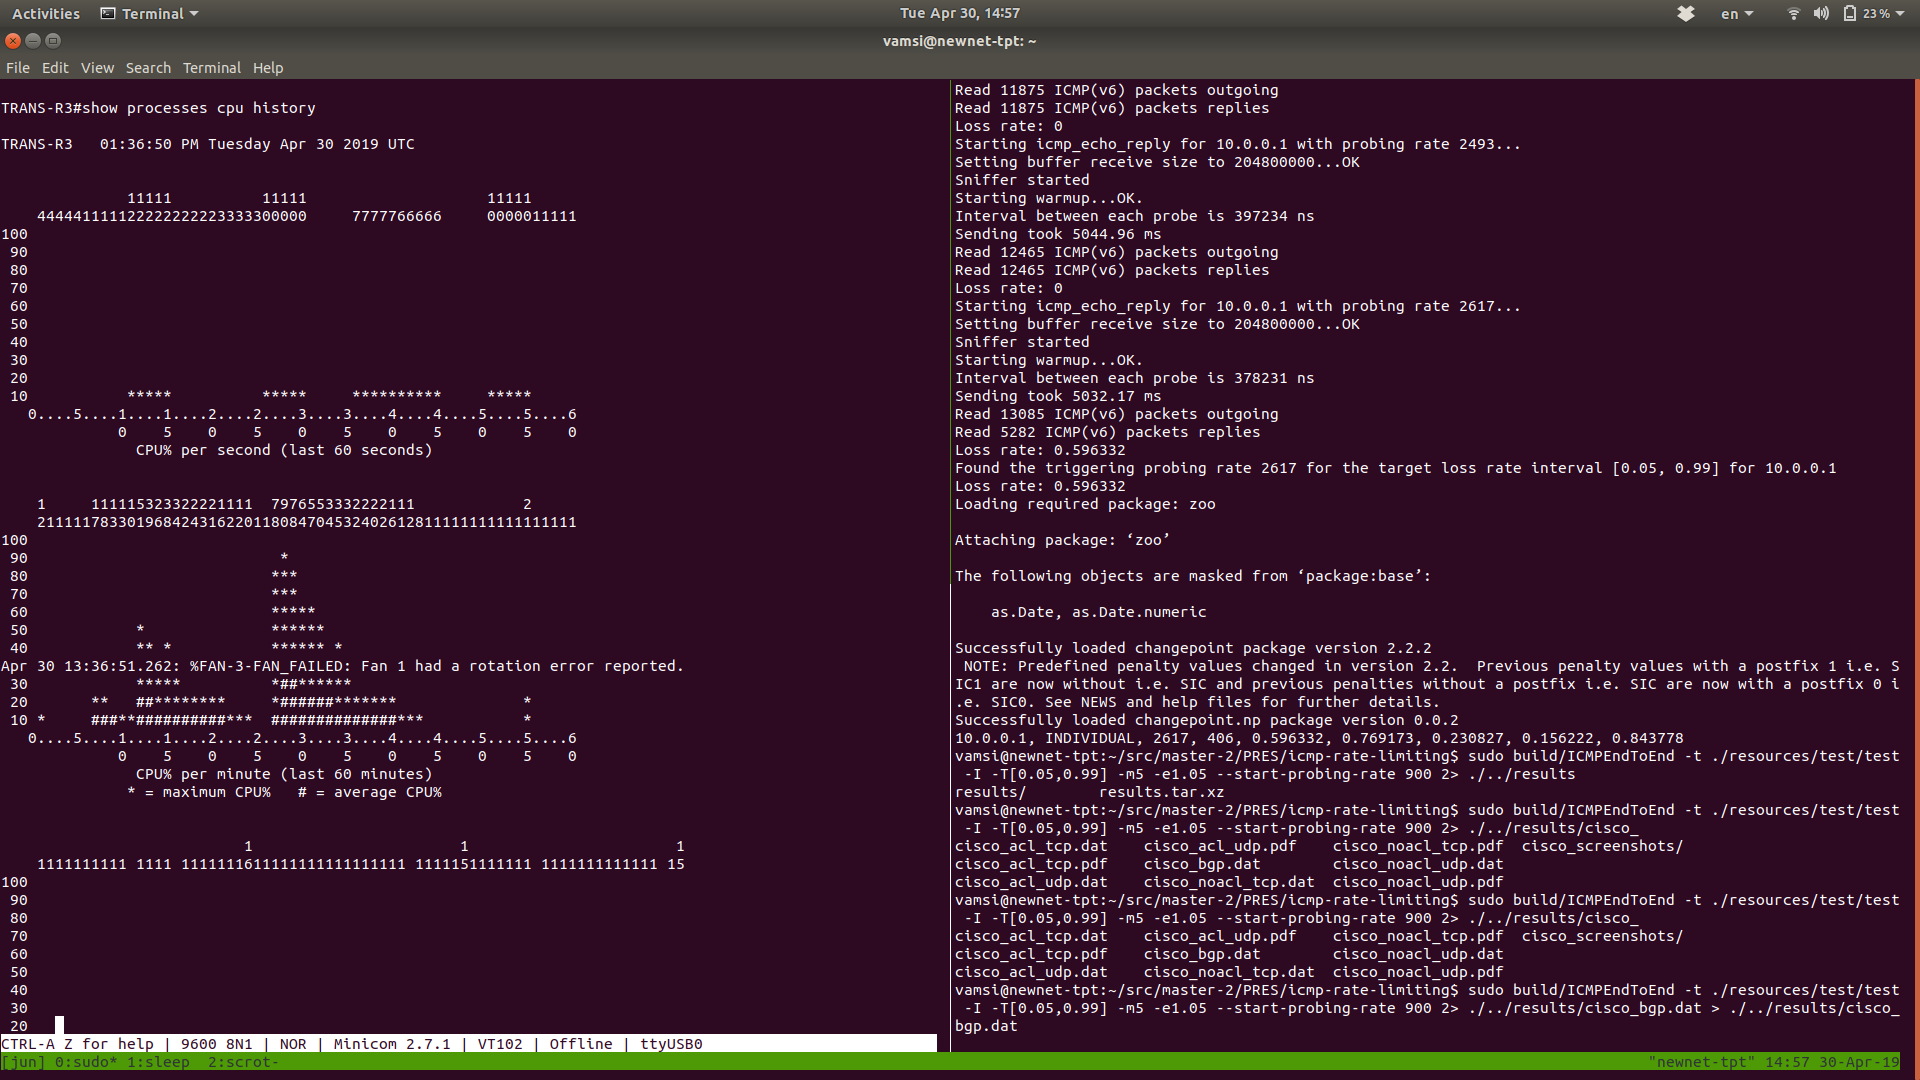 Activities Terminal Tue Apr 30, 14:57 en 23 %
vamsi@newnet-tpt: ~
File Edit View Search Terminal Help
TRANS-R3#show processes cpu history
TRANS-R3   01:36:50 PM Tuesday Apr 30 2019 UTC
              11111          11111                    11111
    444441111122222222223333300000     7777766666     0000011111
100
 90
 80
 70
 60
 50
 40
 30
 20
 10           *****          *****     **********     *****
   0....5....1....1....2....2....3....3....4....4....5....5....6
             0    5    0    5    0    5    0    5    0    5    0
               CPU% per second (last 60 seconds)
    1     111115323322221111  7976553332222111            2
    211111783301968424316220118084704532402612811111111111111111
100
 90                            *
 80                           ***
 70                           ***
 60                           *****
 50            *              ******
 40            ** *           ****** *
Apr 30 13:36:51.262: %FAN-3-FAN_FAILED: Fan 1 had a rotation error reported.
 30            *****          *##******
 20       **   ##********     *######*******              *
 10 *     ###**##########***  ##############***           *
   0....5....1....1....2....2....3....3....4....4....5....5....6
             0    5    0    5    0    5    0    5    0    5    0
               CPU% per minute (last 60 minutes)
              * = maximum CPU%   # = average CPU%
                           1                       1                       1
    1111111111 1111 1111111611111111111111111 1111151111111 1111111111111 15
100
 90
 80
 70
 60
 50
 40
 30
 20
CTRL-A Z for help | 9600 8N1 | NOR | Minicom 2.7.1 | VT102 | Offline | ttyUSB0
Read 11875 ICMP(v6) packets outgoing
Read 11875 ICMP(v6) packets replies
Loss rate: 0
Starting icmp_echo_reply for 10.0.0.1 with probing rate 2493...
Setting buffer receive size to 204800000...OK
Sniffer started
Starting warmup...OK.
Interval between each probe is 397234 ns
Sending took 5044.96 ms
Read 12465 ICMP(v6) packets outgoing
Read 12465 ICMP(v6) packets replies
Loss rate: 0
Starting icmp_echo_reply for 10.0.0.1 with probing rate 2617...
Setting buffer receive size to 204800000...OK
Sniffer started
Starting warmup...OK.
Interval between each probe is 378231 ns
Sending took 5032.17 ms
Read 13085 ICMP(v6) packets outgoing
Read 5282 ICMP(v6) packets replies
Loss rate: 0.596332
Found the triggering probing rate 2617 for the target loss rate interval [0.05, 0.99] for 10.0.0.1
Loss rate: 0.596332
Loading required package: zoo
Attaching package: ‘zoo’
The following objects are masked from ‘package:base’:
    as.Date, as.Date.numeric
Successfully loaded changepoint package version 2.2.2
 NOTE: Predefined penalty values changed in version 2.2.  Previous penalty values with a postfix 1 i.e. S
IC1 are now without i.e. SIC and previous penalties without a postfix i.e. SIC are now with a postfix 0 i
.e. SIC0. See NEWS and help files for further details.
Successfully loaded changepoint.np package version 0.0.2
10.0.0.1, INDIVIDUAL, 2617, 406, 0.596332, 0.769173, 0.230827, 0.156222, 0.843778
vamsi@newnet-tpt:~/src/master-2/PRES/icmp-rate-limiting$ sudo build/ICMPEndToEnd -t ./resources/test/test
 -I -T[0.05,0.99] -m5 -e1.05 --start-probing-rate 900 2> ./../results
results/        results.tar.xz
vamsi@newnet-tpt:~/src/master-2/PRES/icmp-rate-limiting$ sudo build/ICMPEndToEnd -t ./resources/test/test
 -I -T[0.05,0.99] -m5 -e1.05 --start-probing-rate 900 2> ./../results/cisco_
cisco_acl_tcp.dat    cisco_acl_udp.pdf    cisco_noacl_tcp.pdf  cisco_screenshots/
cisco_acl_tcp.pdf    cisco_bgp.dat        cisco_noacl_udp.dat
cisco_acl_udp.dat    cisco_noacl_tcp.dat  cisco_noacl_udp.pdf
vamsi@newnet-tpt:~/src/master-2/PRES/icmp-rate-limiting$ sudo build/ICMPEndToEnd -t ./resources/test/test
 -I -T[0.05,0.99] -m5 -e1.05 --start-probing-rate 900 2> ./../results/cisco_
cisco_acl_tcp.dat    cisco_acl_udp.pdf    cisco_noacl_tcp.pdf  cisco_screenshots/
cisco_acl_tcp.pdf    cisco_bgp.dat        cisco_noacl_udp.dat
cisco_acl_udp.dat    cisco_noacl_tcp.dat  cisco_noacl_udp.pdf
vamsi@newnet-tpt:~/src/master-2/PRES/icmp-rate-limiting$ sudo build/ICMPEndToEnd -t ./resources/test/test
 -I -T[0.05,0.99] -m5 -e1.05 --start-probing-rate 900 2> ./../results/cisco_bgp.dat > ./../results/cisco_
bgp.dat
[jun] 0:sudo* 1:sleep  2:scrot- "newnet-tpt" 14:57 30-Apr-19